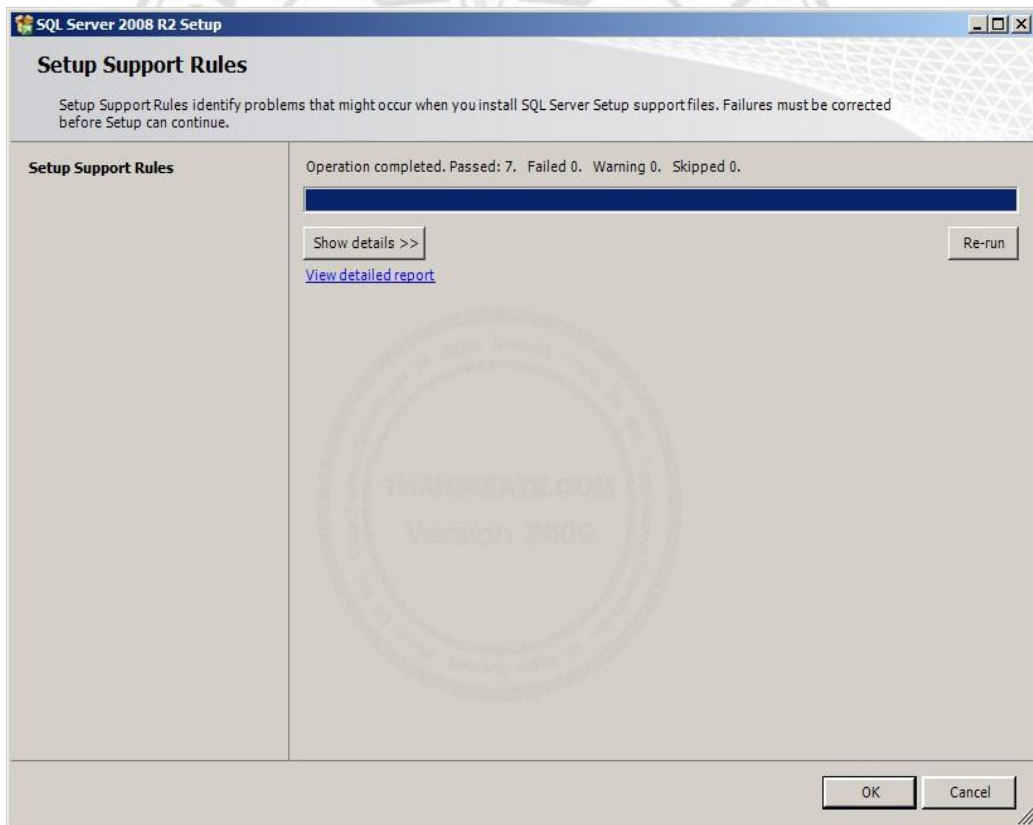 SQL Server 2008 R2 Setup
Setup Support Rules
Setup Support Rules identify problems that might occur when you install SQL Server Setup support files. Failures must be corrected
before Setup can continue.
Setup Support Rules
Operation completed. Passed: 7. Failed 0. Warning 0. Skipped 0.
Show details >>
Re-run
View detailed report
THAICREATE.COM
Version 2009
OK
Cancel